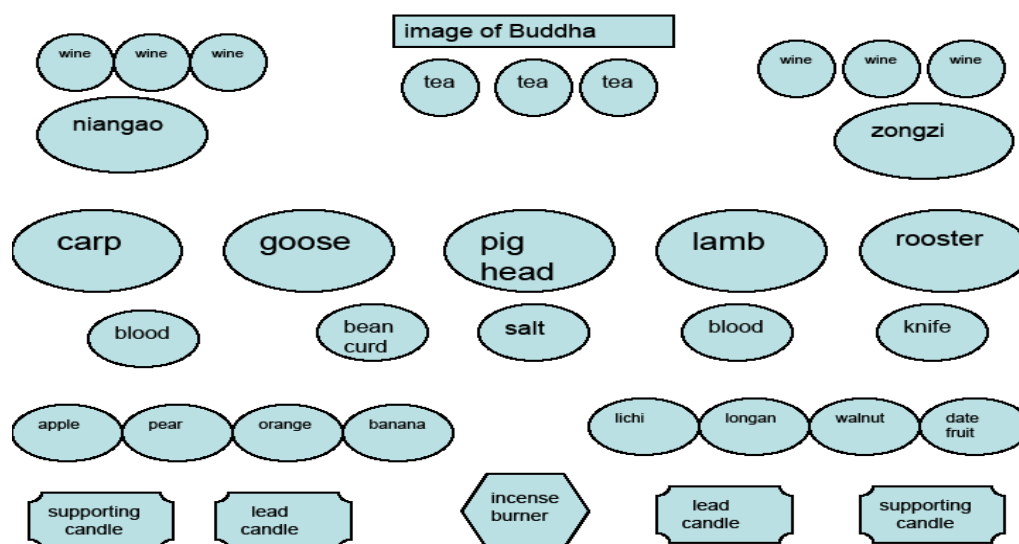 image of Buddha
wine wine wine
tea tea tea
wine wine wine
niangao
zongzi
carp
goose
pig
head
lamb
rooster
blood
bean
curd
salt
blood
knife
apple pear orange banana
lichi longan walnut date
fruit
supporting
candle
lead
candle
incense
burner
lead
candle
supporting
candle